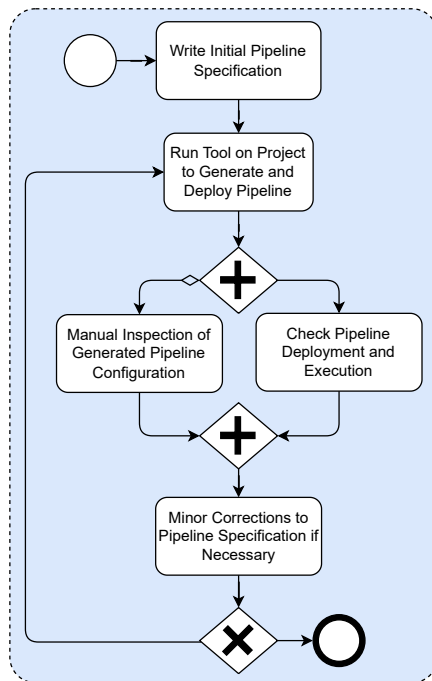 Write Initial Pipeline
Specification
Run Tool on Project
to Generate and
Deploy Pipeline
Manual Inspection of
Generated Pipeline
Configuration
Check Pipeline
Deployment and
Execution
Minor Corrections to
Pipeline Specification if
Necessary